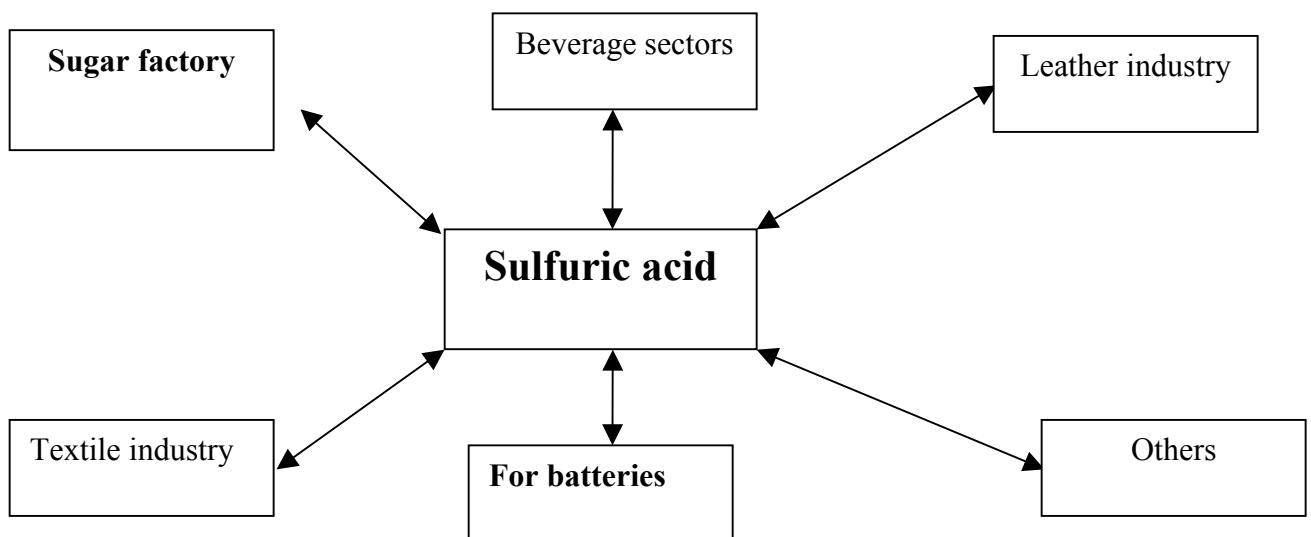 Sugar factory
Beverage sectors
Leather industry
Sulfuric acid
Textile industry
For batteries
Others